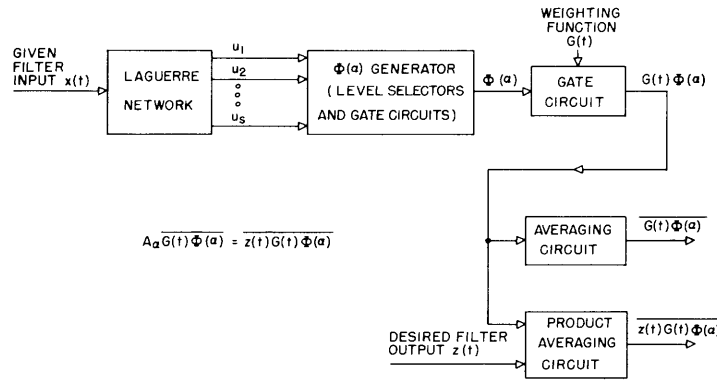 GIVEN
FILTER
INPUT x(t)
LAGUERRE
NETWORK
u₁
u₂
uₛ
Φ(α) GENERATOR
(LEVEL SELECTORS
AND GATE CIRCUITS)
Φ(α)
WEIGHTING
FUNCTION
G(t)
GATE
CIRCUIT
G(t) Φ(α)
A_α G(t) Φ(α) = z(t) G(t) Φ(α)
AVERAGING
CIRCUIT
G(t) Φ(α)
DESIRED FILTER
OUTPUT z(t)
PRODUCT
AVERAGING
CIRCUIT
z(t) G(t) Φ(α)